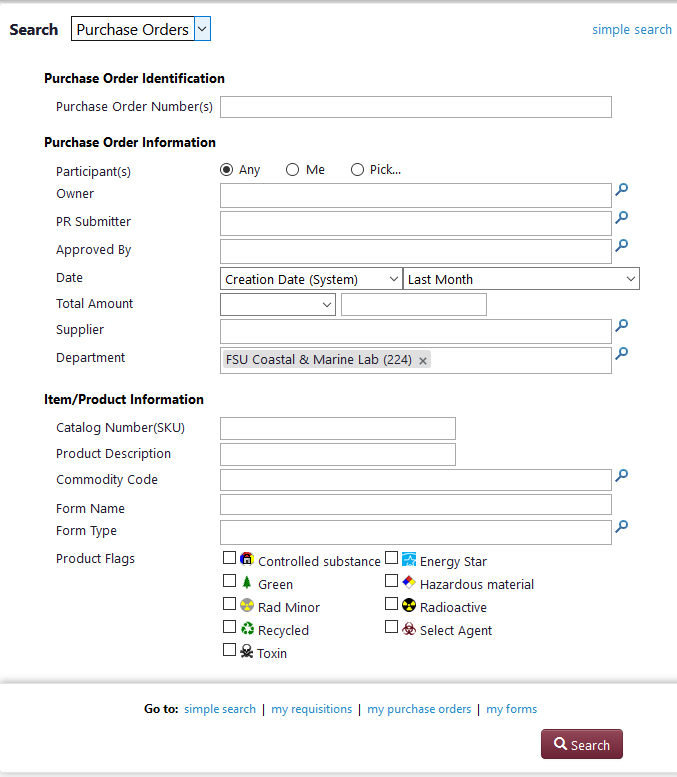 Search Purchase Orders simple search
Purchase Order Identification
Purchase Order Number(s)
Purchase Order Information
Participant(s) Any Me Pick...
Owner
PR Submitter
Approved By
Date Creation Date (System) Last Month
Total Amount
Supplier
Department FSU Coastal & Marine Lab (224) ×
Item/Product Information
Catalog Number(SKU)
Product Description
Commodity Code
Form Name
Form Type
Product Flags Controlled substance Energy Star
Green Hazardous material
Rad Minor Radioactive
Recycled Select Agent
Toxin
Go to: simple search | my requisitions | my purchase orders | my forms
Search